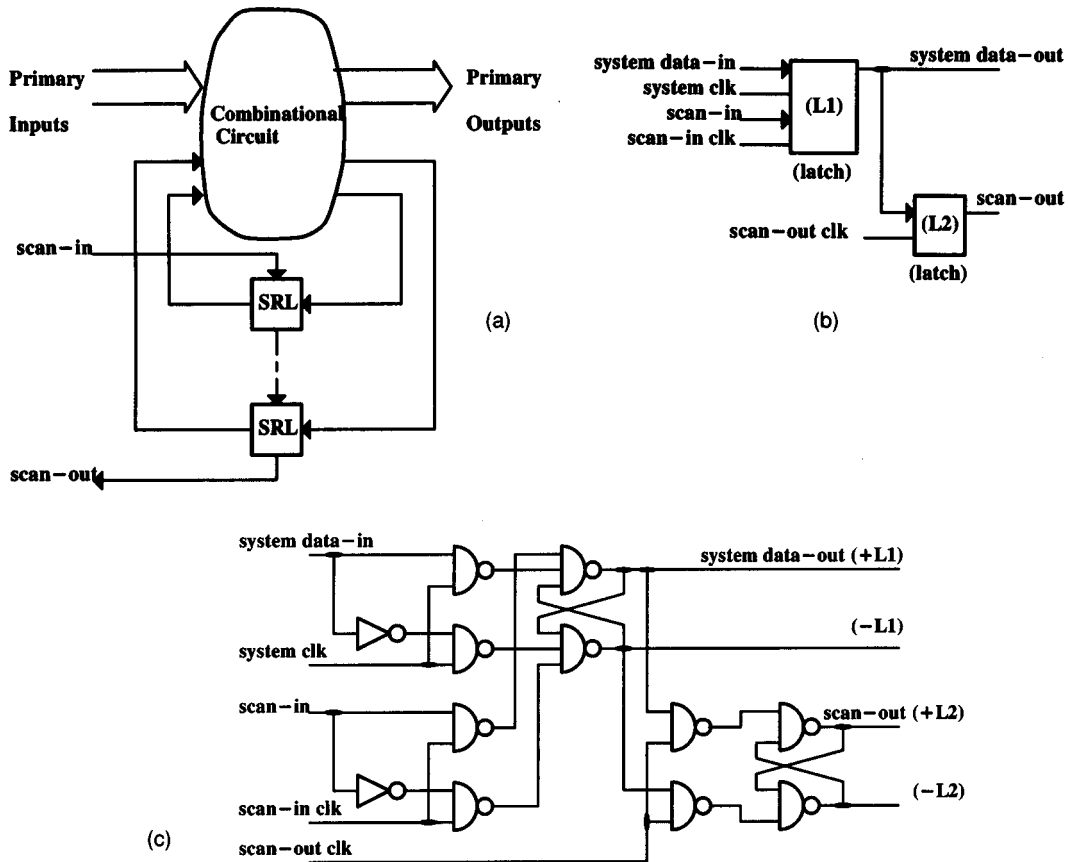 Primary
Inputs
Combinational
Circuit
Primary
Outputs
scan-in
SRL
SRL
scan-out
(a)
system data-in
system clk
scan-in
scan-in clk
(L1)
(latch)
system data-out
scan-out clk
(L2)
(latch)
scan-out
(b)
system data-in
system clk
scan-in
scan-in clk
scan-out clk
system data-out (+L1)
(-L1)
scan-out (+L2)
(-L2)
(c)